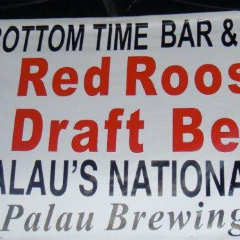 BOTTOM TIME BAR &
Red Roos
Draft Be
ALAU'S NATIONA
Palau Brewing